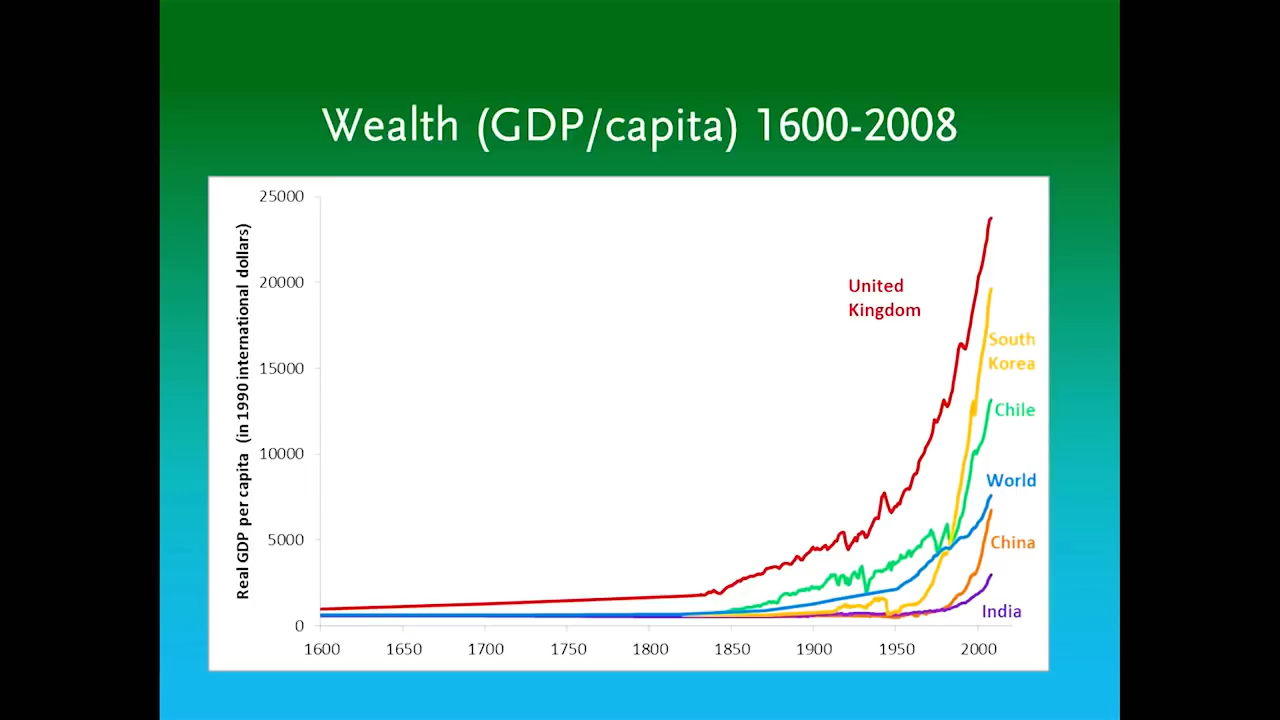 Wealth (GDP/capita) 1600-2008
Real GDP per capita (in 1990 international dollars)
25000
20000
15000
10000
5000
0
1600 1650 1700 1750 1800 1850 1900 1950 2000
United
Kingdom
South
Korea
Chile
World
China
India